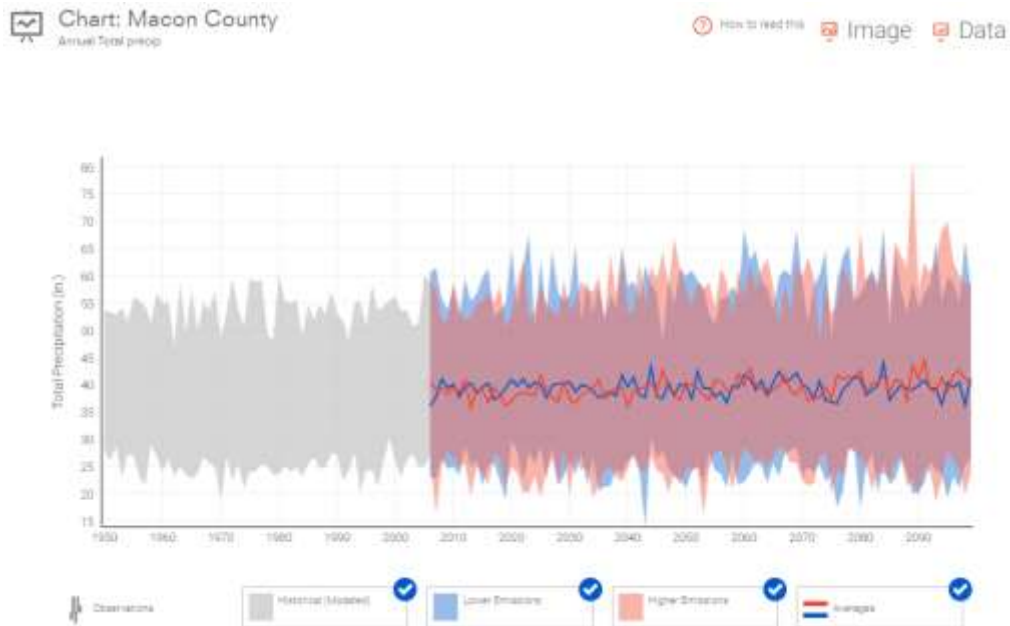 Chart: Macon County
Annual Total precip
How to read this
Image
Data
Total Precipitation (in)
80
75
70
65
60
55
50
45
40
35
30
25
20
15
1950 1960 1970 1980 1990 2000 2010 2020 2030 2040 2050 2060 2070 2080 2090
Observations
Historical (Modeled)
Lower Emissions
Higher Emissions
Averages